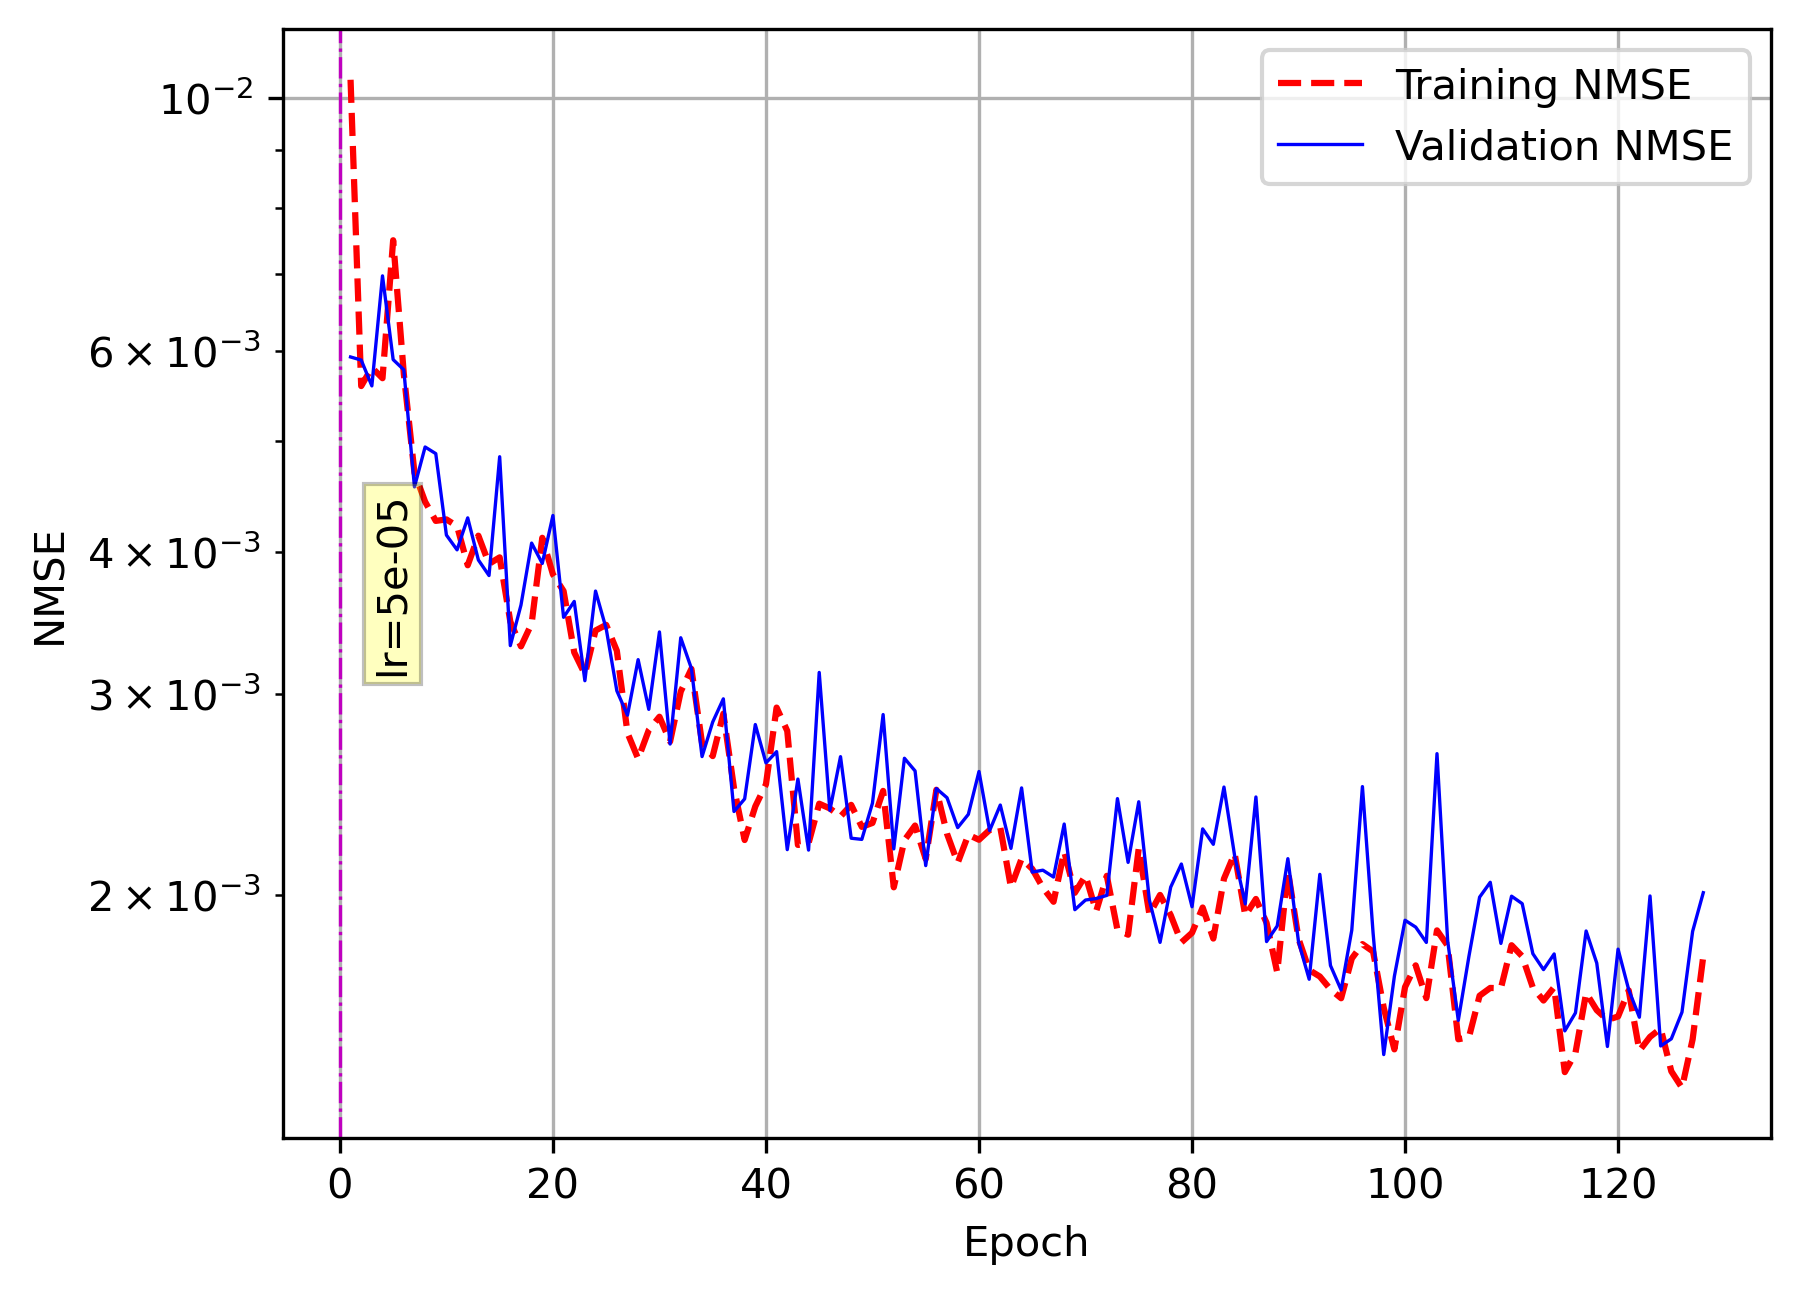 Training NMSE
Validation NMSE
10⁻²
6 × 10⁻³
4 × 10⁻³
3 × 10⁻³
2 × 10⁻³
NMSE
lr=5e-05
0 20 40 60 80 100 120
Epoch